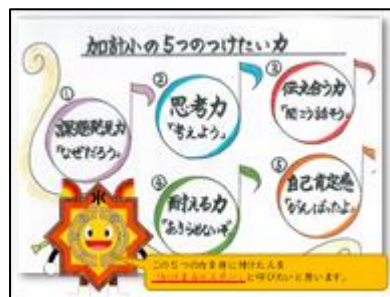 加計小の5つのつけたい力
①
課題発見力
「なぜだろう。」
②
思考力
「考えよう。」
③
伝え合う力
「聞こう話そう。」
④
耐える力
「あきらめないぞ」
⑤
自己肯定感
「がんばったよ。」
この5つの力を身に付けた人を
に呼びたいと思います。